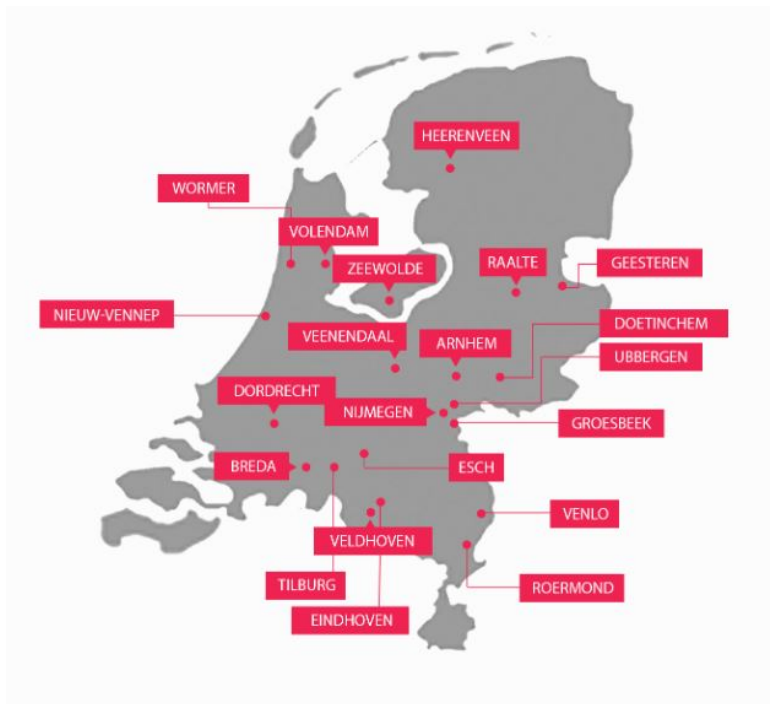 HEERENVEEN
WORMER
VOLENDAM
ZEEWOLDE
RAALTE
GEESTEREN
NIEUW-VENNEP
DOETINCHEM
VEENENDAAL
ARNHEM
UBBERGEN
DORDRECHT
NIJMEGEN
GROESBEEK
BREDA
ESCH
VENLO
VELDHOVEN
TILBURG
ROERMOND
EINDHOVEN